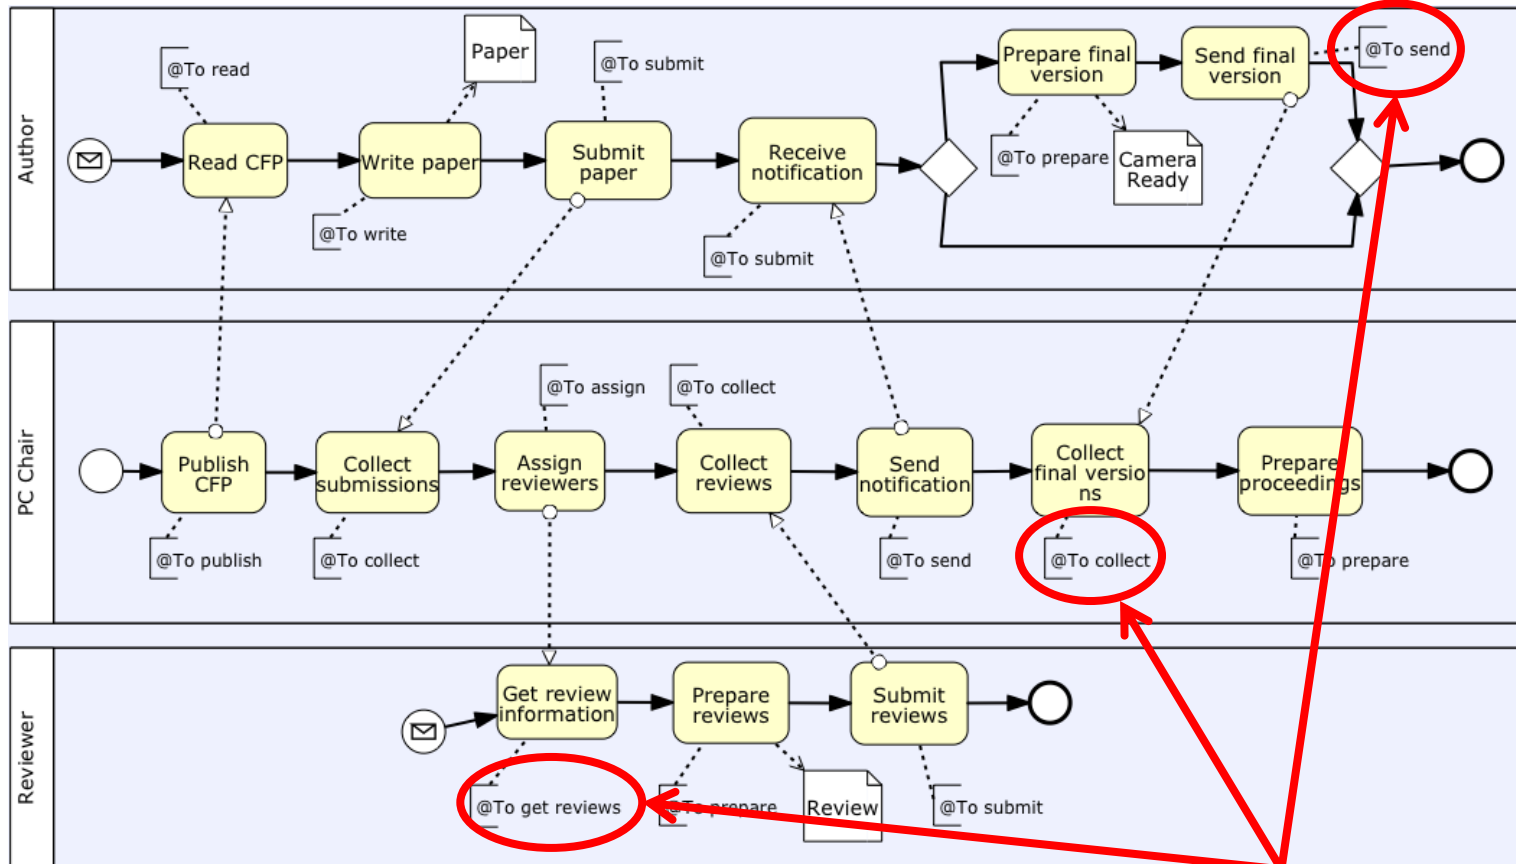 Author
@To read
Paper
@To submit
Prepare final
version
Send final
version
@To send
Read CFP
Write paper
Submit
paper
Receive
notification
@To prepare
Camera
Ready
@To write
@To submit
PC Chair
@To assign
@To collect
Publish
CFP
Collect
submissions
Assign
reviewers
Collect
reviews
Send
notification
Collect
final versio
ns
Prepare
proceedings
@To publish
@To collect
@To send
@To collect
@To prepare
Reviewer
Get review
information
Prepare
reviews
Submit
reviews
@To get reviews
@To prepare
Review
@To submit